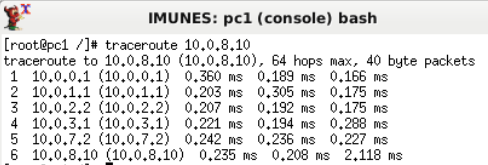 IMUNES: pc1 (console) bash
[root@pc1 /]# traceroute 10.0.8.10
traceroute to 10.0.8.10 (10.0.8.10), 64 hops max, 40 byte packets
1 10.0.0.1 (10.0.0.1) 0.360 ms 0.189 ms 0.166 ms
2 10.0.1.1 (10.0.1.1) 0.203 ms 0.305 ms 0.175 ms
3 10.0.2.2 (10.0.2.2) 0.207 ms 0.192 ms 0.175 ms
4 10.0.3.1 (10.0.3.1) 0.221 ms 0.194 ms 0.288 ms
5 10.0.7.2 (10.0.7.2) 0.242 ms 0.236 ms 0.227 ms
6 10.0.8.10 (10.0.8.10) 0.235 ms 0.208 ms 2.118 ms